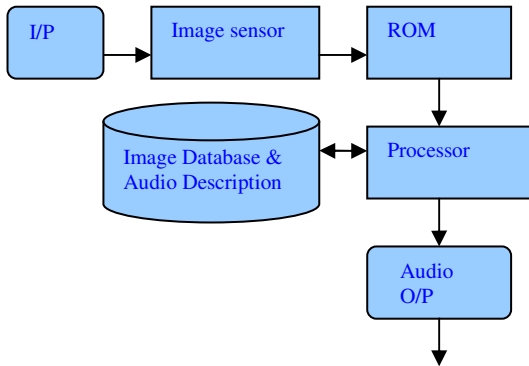 I/P
Image sensor
ROM
Image Database &
Audio Description
Processor
Audio
O/P